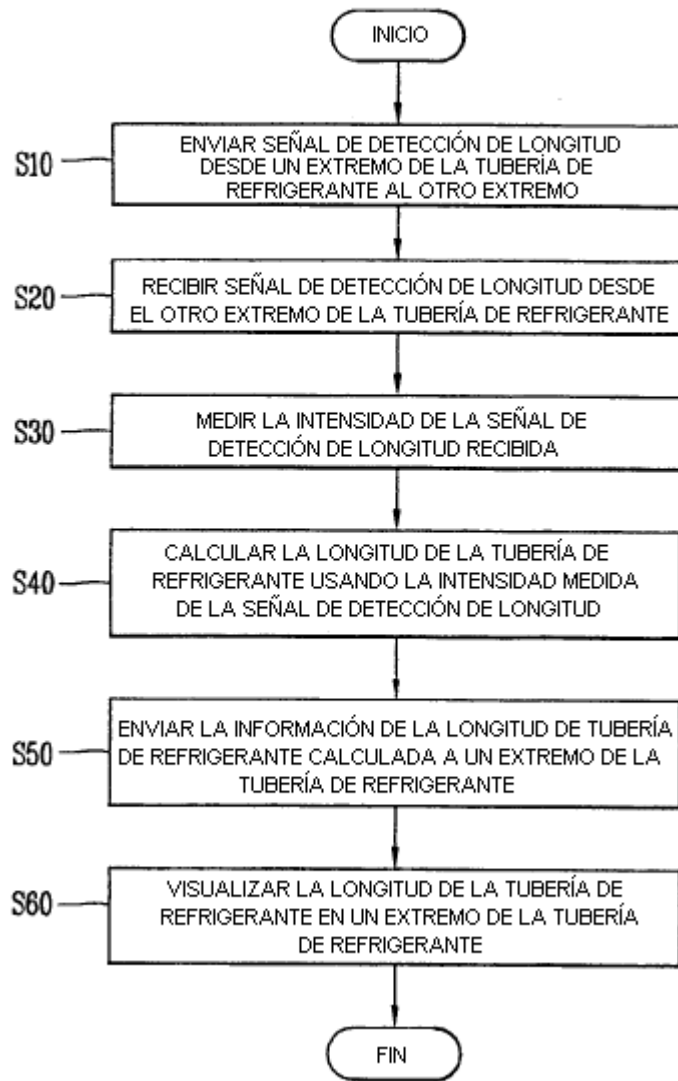 INICIO
S10
ENVIAR SEÑAL DE DETECCIÓN DE LONGITUD
DESDE UN EXTREMO DE LA TUBERÍA DE
REFRIGERANTE AL OTRO EXTREMO
S20
RECIBIR SEÑAL DE DETECCIÓN DE LONGITUD DESDE
EL OTRO EXTREMO DE LA TUBERÍA DE REFRIGERANTE
S30
MEDIR LA INTENSIDAD DE LA SEÑAL DE
DETECCIÓN DE LONGITUD RECIBIDA
S40
CALCULAR LA LONGITUD DE LA TUBERÍA DE
REFRIGERANTE USANDO LA INTENSIDAD MEDIDA
DE LA SEÑAL DE DETECCIÓN DE LONGITUD
S50
ENVIAR LA INFORMACIÓN DE LA LONGITUD DE TUBERÍA
DE REFRIGERANTE CALCULADA A UN EXTREMO DE LA
TUBERÍA DE REFRIGERANTE
S60
VISUALIZAR LA LONGITUD DE LA TUBERÍA DE
REFRIGERANTE EN UN EXTREMO DE LA TUBERÍA
DE REFRIGERANTE
FIN